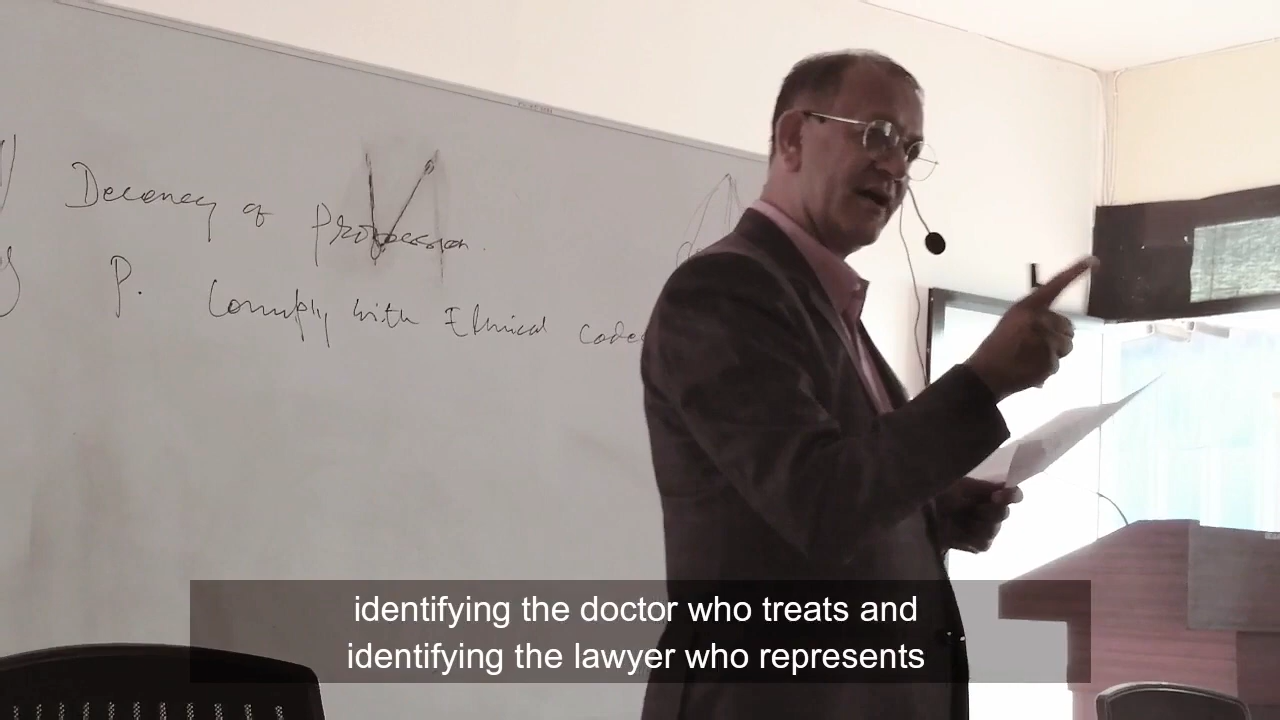 Decency of profession.
P. Comply with Ethical codes
identifying the doctor who treats and
identifying the lawyer who represents